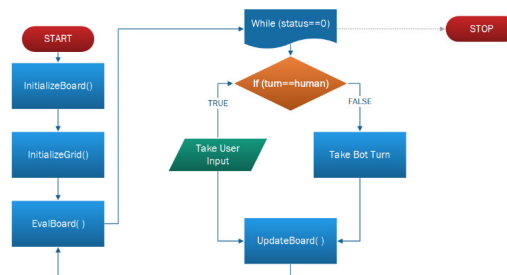 START
InitializeBoard()
InitializeGrid()
EvalBoard( )
While (status==0)
STOP
If (turn==human)
TRUE
FALSE
Take User
Input
Take Bot Turn
UpdateBoard( )